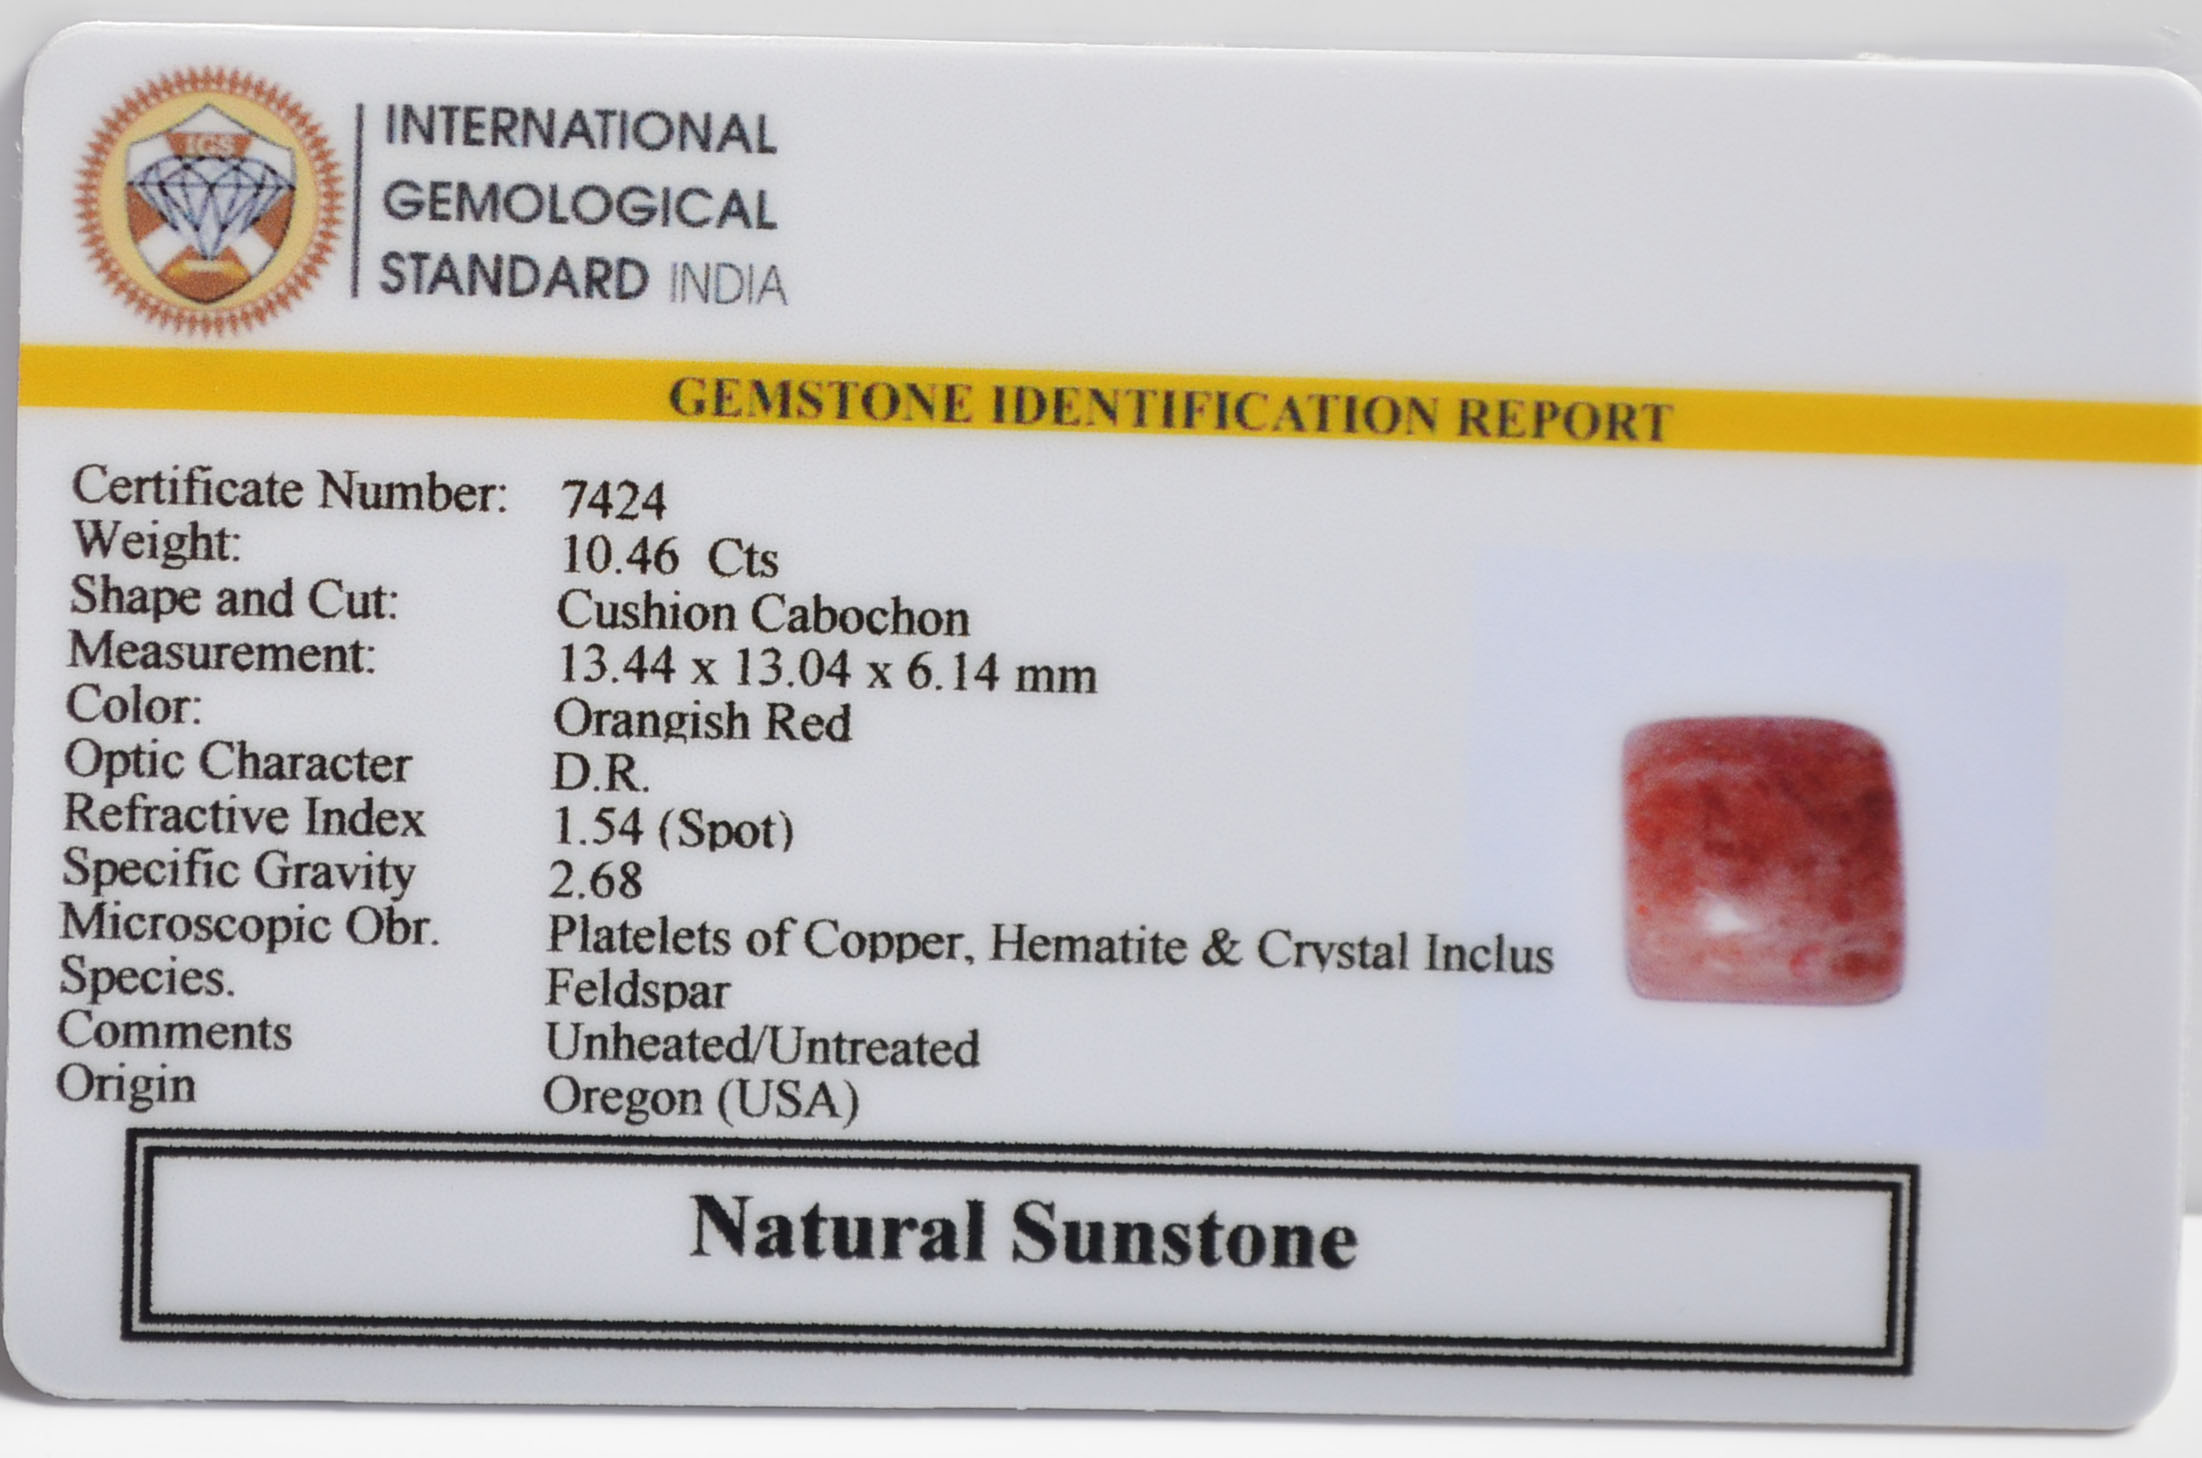 IGS
INTERNATIONAL
GEMOLOGICAL
STANDARD INDIA
GEMSTONE IDENTIFICATION REPORT
Certificate Number: 7424
Weight: 10.46 Cts
Shape and Cut: Cushion Cabochon
Measurement: 13.44 x 13.04 x 6.14 mm
Color: Orangish Red
Optic Character D.R.
Refractive Index 1.54 (Spot)
Specific Gravity 2.68
Microscopic Obr. Platelets of Copper, Hematite & Crystal Inclus
Species. Feldspar
Comments Unheated/Untreated
Origin Oregon (USA)
Natural Sunstone